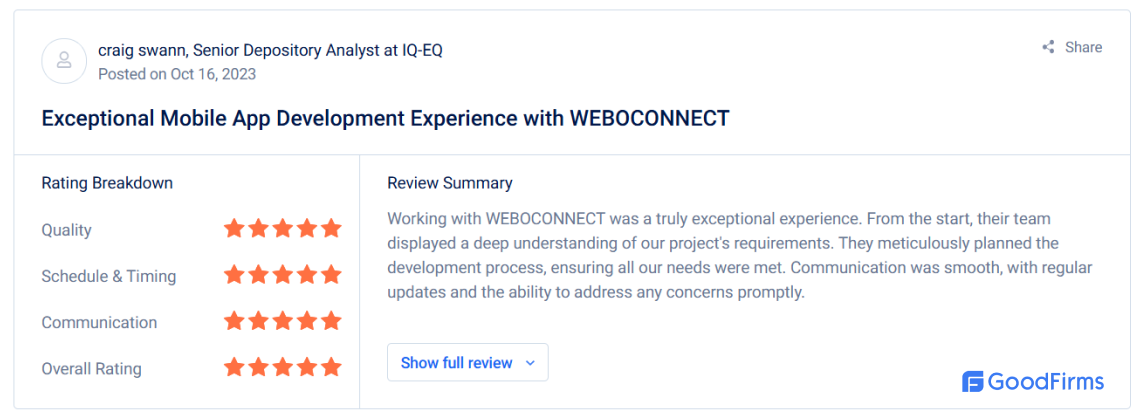 craig swann, Senior Depository Analyst at IQ-EQ
Posted on Oct 16, 2023
Share
Exceptional Mobile App Development Experience with WEBOCONNECT
Rating Breakdown
Quality
Schedule & Timing
Communication
Overall Rating
Review Summary
Working with WEBOCONNECT was a truly exceptional experience. From the start, their team
displayed a deep understanding of our project's requirements. They meticulously planned the
development process, ensuring all our needs were met. Communication was smooth, with regular
updates and the ability to address any concerns promptly.
Show full review
GoodFirms